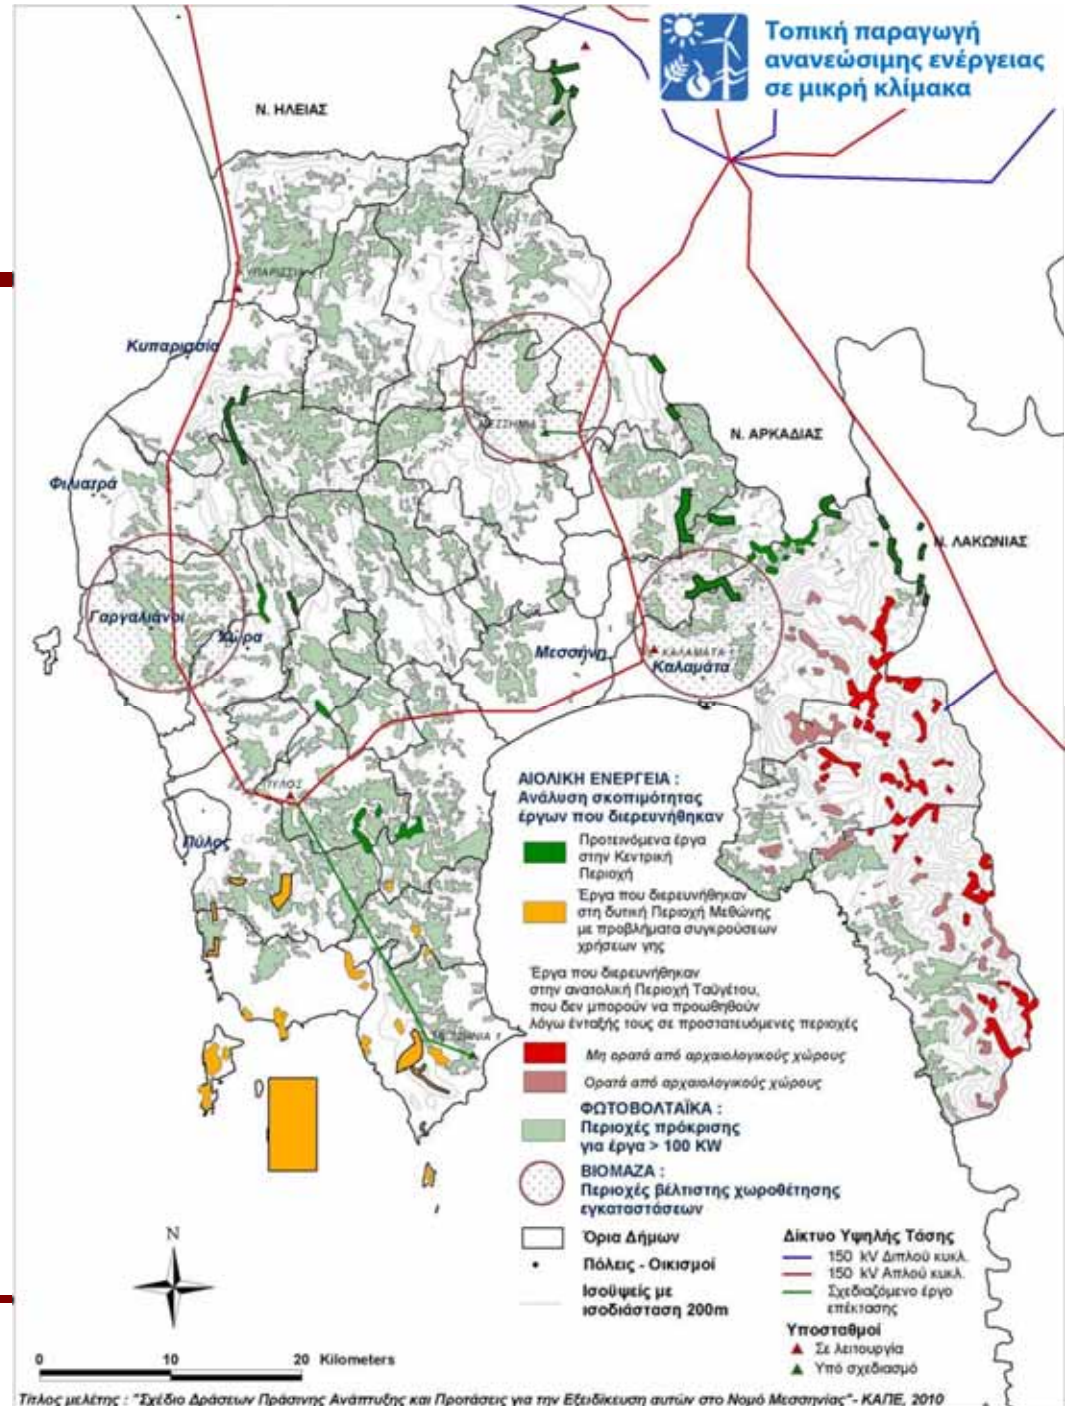 Τοπική παραγωγή
ανανεώσιμης ενέργειας
σε μικρή κλίμακα
Ν. ΗΛΕΙΑΣ
ΥΠΑΡΙΣΣΙΑ
Κυπαρισσία
Ν. ΑΡΚΑΔΙΑΣ
Φιλιατρά
Ν. ΛΑΚΩΝΙΑΣ
Γαργαλιάνοι
Χώρα
Μεσσήνη
ΚΑΛΑΜΑΤΑ 1
Καλαμάτα
ΠΥΛΟΣ
Πύλος
ΑΙΟΛΙΚΗ ΕΝΕΡΓΕΙΑ :
Ανάλυση σκοπιμότητας
έργων που διερευνήθηκαν
Προτεινόμενα έργα
στην Κεντρική
Περιοχή
Έργα που διερευνήθηκαν
στη δυτική Περιοχή Μεθώνης
με προβλήματα συγκρούσεων
χρήσεων γης
Έργα που διερευνήθηκαν
στην ανατολική Περιοχή Ταϋγέτου,
που δεν μπορούν να προωθηθούν
λόγω ένταξής τους σε προστατευόμενες περιοχές
Μη ορατά από αρχαιολογικούς χώρους
Ορατά από αρχαιολογικούς χώρους
ΦΩΤΟΒΟΛΤΑΪΚΑ :
Περιοχές πρόκρισης
για έργα > 100 KW
ΒΙΟΜΑΖΑ :
Περιοχές βέλτιστης χωροθέτησης
εγκαταστάσεων
Όρια Δήμων
Πόλεις - Οικισμοί
Ισοϋψείς με
ισοδιάσταση 200m
Δίκτυο Υψηλής Τάσης
150 kV Διπλού κυκλ.
150 kV Απλού κυκλ.
Σχεδιαζόμενο έργο
επέκτασης
Υποσταθμοί
Σε λειτουργία
Υπό σχεδιασμό
N
0 10 20 Kilometers
Τίτλος μελέτης : "Σχέδιο Δράσεων Πράσινης Ανάπτυξης και Προτάσεις για την Εξειδίκευση αυτών στο Νομό Μεσσηνίας"- ΚΑΠΕ, 2010